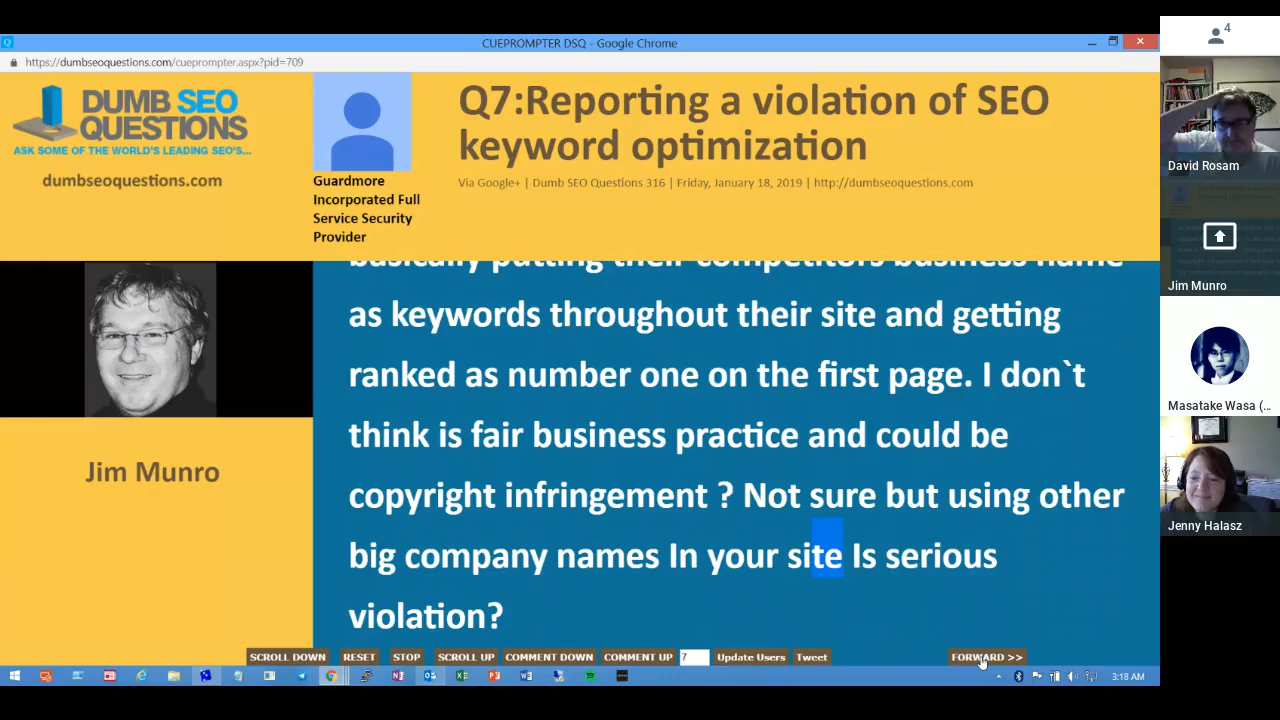 CUEPROMPTER DSQ - Google Chrome
https://dumbseoquestions.com/cueprompter.aspx?pid=709
DUMB SEO
QUESTIONS
ASK SOME OF THE WORLD'S LEADING SEO'S...
dumbseoquestions.com
Guardmore
Incorporated Full
Service Security
Provider
Q7:Reporting a violation of SEO
keyword optimization
Via Google+ | Dumb SEO Questions 316 | Friday, January 18, 2019 | http://dumbseoquestions.com
Jim Munro
basically putting their competitors business name
as keywords throughout their site and getting
ranked as number one on the first page. I don`t
think is fair business practice and could be
copyright infringement ? Not sure but using other
big company names In your site Is serious
violation?
SCROLL DOWN RESET STOP SCROLL UP COMMENT DOWN COMMENT UP 7 Update Users Tweet FORWARD >>
3:18 AM
4
David Rosam
Jim Munro
Masatake Wasa (...
Jenny Halasz